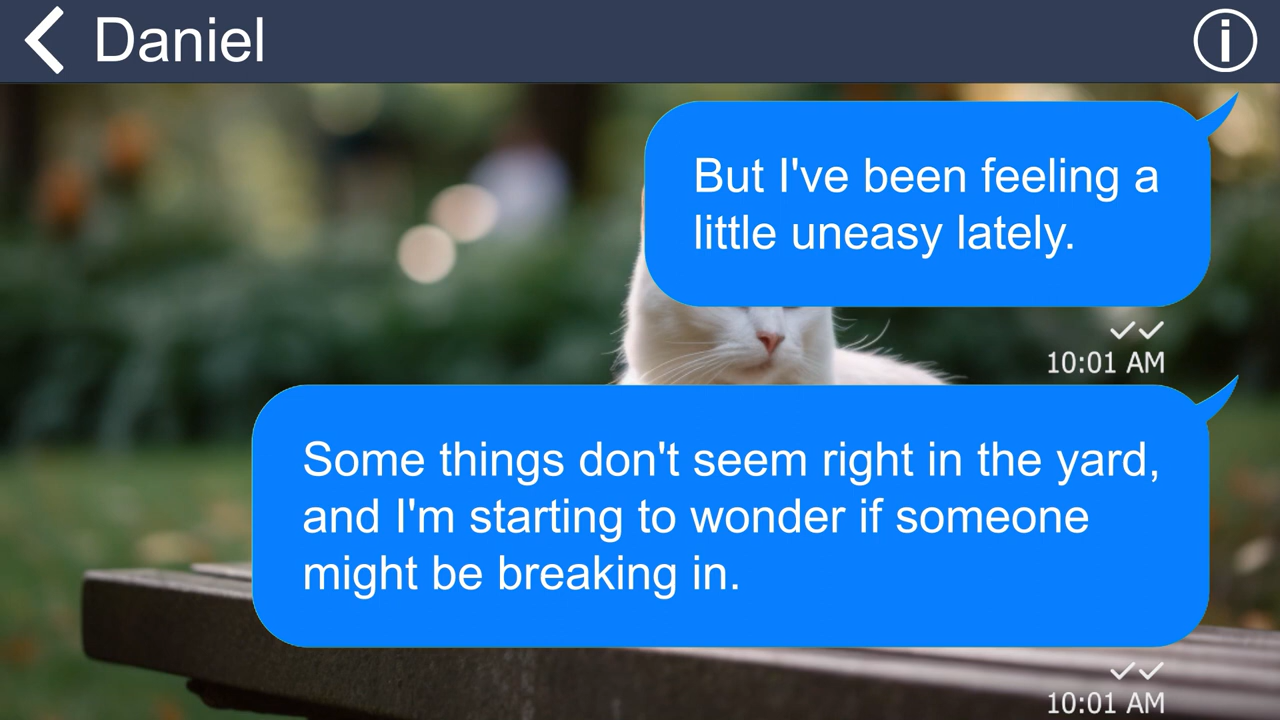 Daniel
But I've been feeling a
little uneasy lately.
10:01 AM
Some things don't seem right in the yard,
and I'm starting to wonder if someone
might be breaking in.
10:01 AM